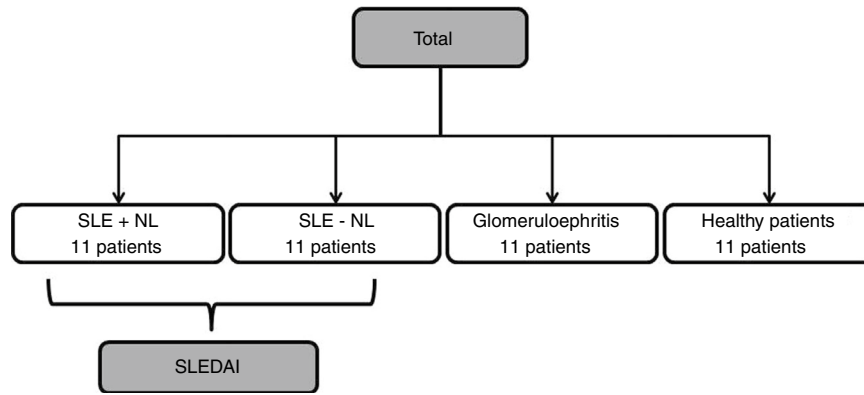 Total
SLE + NL
11 patients
SLE - NL
11 patients
Glomeruloephritis
11 patients
Healthy patients
11 patients
SLEDAI